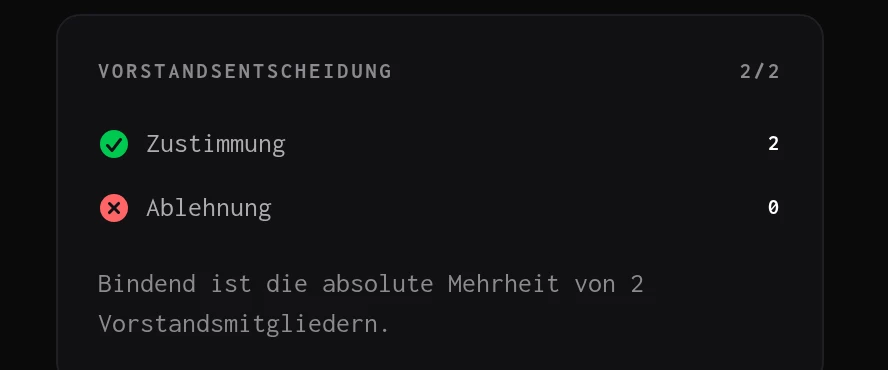 VORSTANDSENTSCHEIDUNG 2/2
Zustimmung 2
Ablehnung 0
Bindend ist die absolute Mehrheit von 2
Vorstandsmitgliedern.